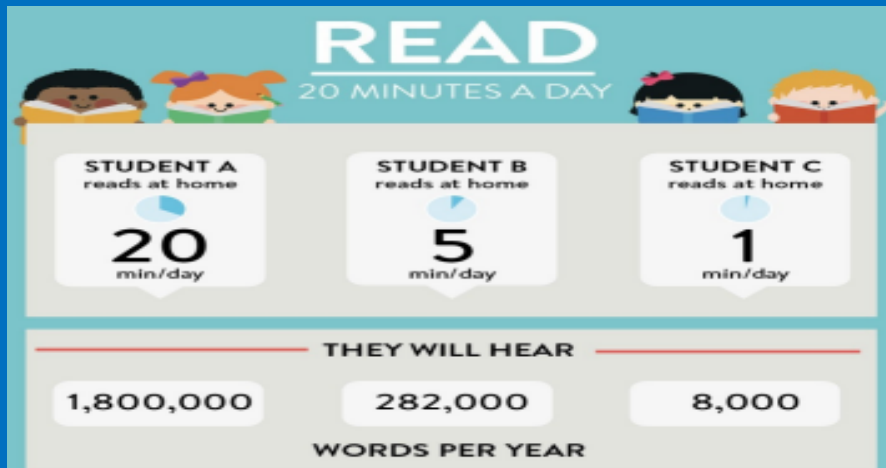 READ
20 MINUTES A DAY
STUDENT A
reads at home
20
min/day
STUDENT B
reads at home
5
min/day
STUDENT C
reads at home
1
min/day
THEY WILL HEAR
1,800,000
282,000
8,000
WORDS PER YEAR